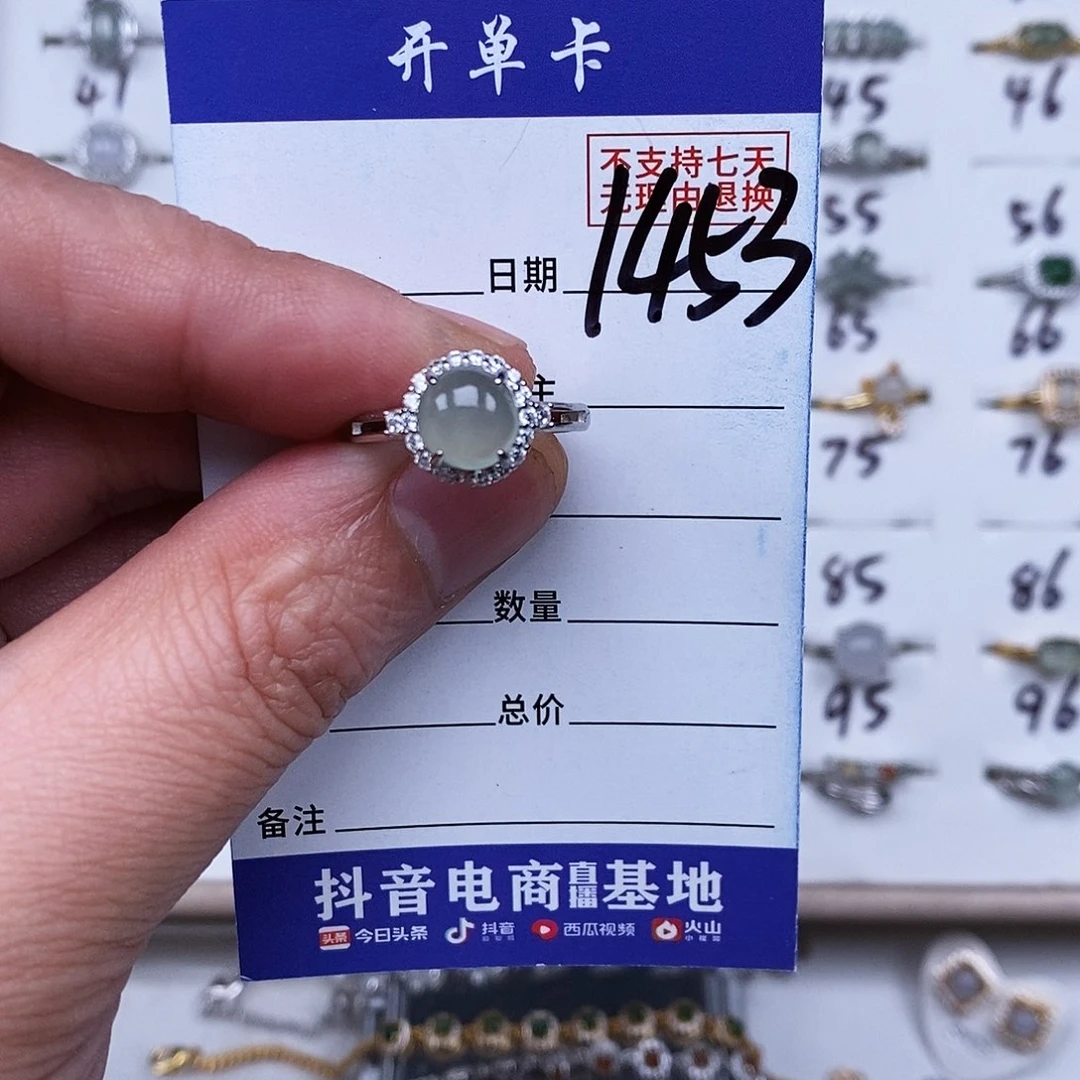 开单卡
不支持七天
无理由退换
日期
1453
主
数量
总价
备注
抖音电商直播基地
今日头条 抖音 西瓜视频 火山
41
45 46
55 56
65 66
75 76
85 86
95 96